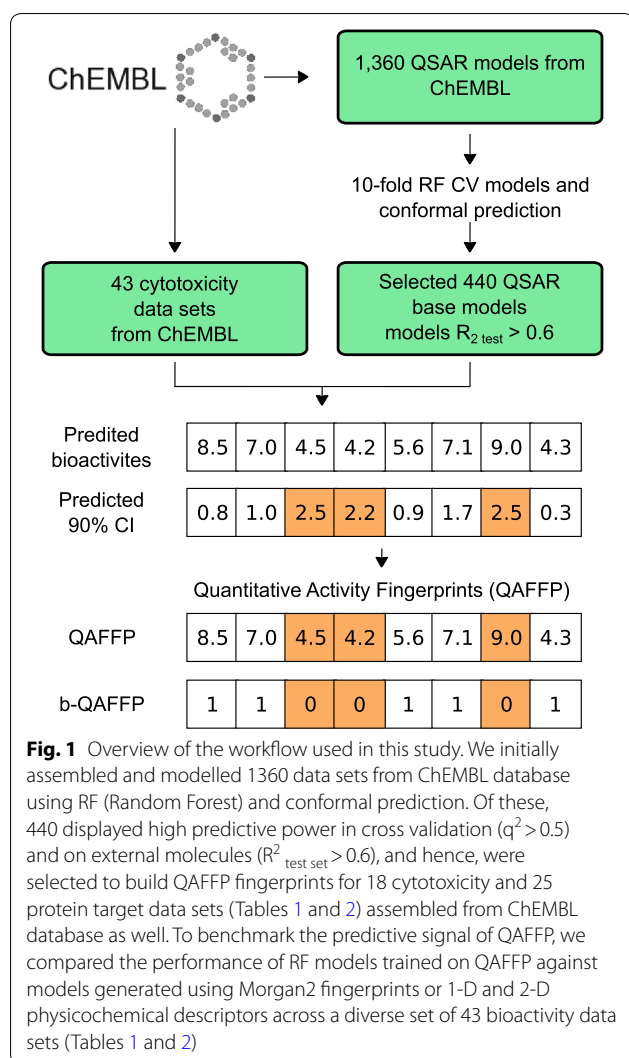 ChEMBL
1,360 QSAR models from
ChEMBL
10-fold RF CV models and
conformal prediction
43 cytotoxicity
data sets
from ChEMBL
Selected 440 QSAR
base models
models R2 test > 0.6
Predited
bioactivites
8.5 7.0 4.5 4.2 5.6 7.1 9.0 4.3
Predicted
90% CI
0.8 1.0 2.5 2.2 0.9 1.7 2.5 0.3
Quantitative Activity Fingerprints (QAFFP)
QAFFP
8.5 7.0 4.5 4.2 5.6 7.1 9.0 4.3
b-QAFFP
1 1 0 0 1 1 0 1
Fig. 1 Overview of the workflow used in this study. We initially
assembled and modelled 1360 data sets from ChEMBL database
using RF (Random Forest) and conformal prediction. Of these,
440 displayed high predictive power in cross validation (q² > 0.5)
and on external molecules (R² test set > 0.6), and hence, were
selected to build QAFFP fingerprints for 18 cytotoxicity and 25
protein target data sets (Tables 1 and 2) assembled from ChEMBL
database as well. To benchmark the predictive signal of QAFFP, we
compared the performance of RF models trained on QAFFP against
models generated using Morgan2 fingerprints or 1-D and 2-D
physicochemical descriptors across a diverse set of 43 bioactivity data
sets (Tables 1 and 2)